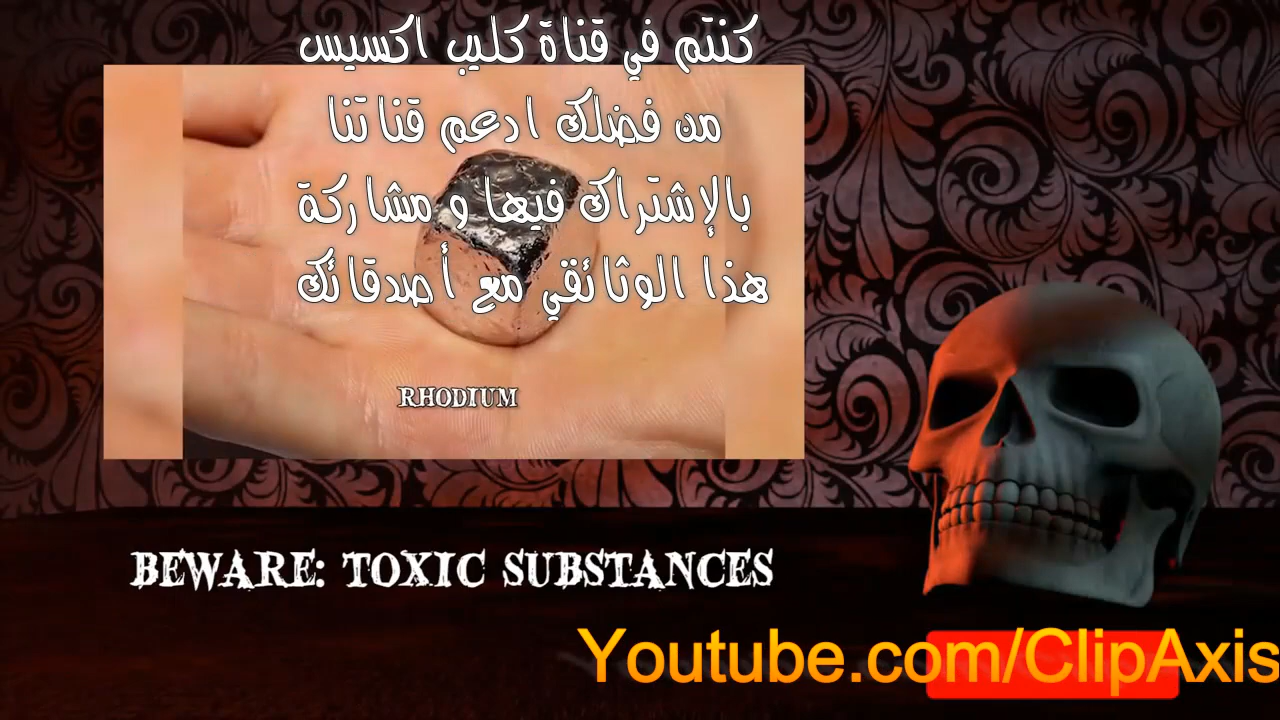 كنتم في قناة كليب اكسيس
من فضلك ادعم قناتنا
بالإشتراك فيها و مشاركة
هذا الوثائقي مع أصدقائك
RHODIUM
BEWARE: TOXIC SUBSTANCES
Youtube.com/ClipAxis